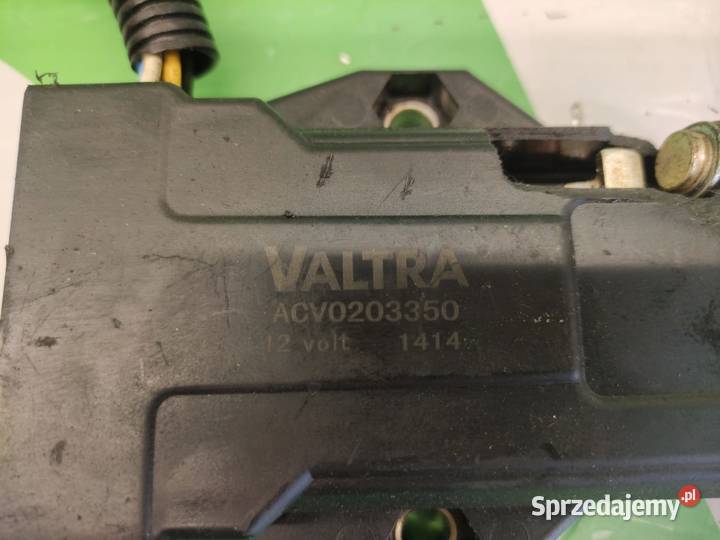 VALTRA
ACV0203350
12 volt 1414
Sprzedajemy.pl